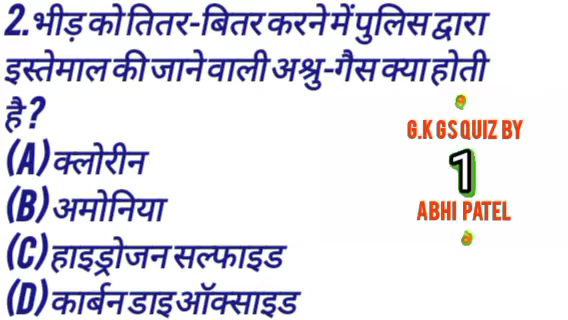 2.भीड़ को तितर-बितर करने में पुलिस द्वारा
इस्तेमाल की जाने वाली अश्रु-गैस क्या होती
है?
(A) क्लोरीन
(B) अमोनिया
(C) हाइड्रोजन सल्फाइड
(D) कार्बन डाइऑक्साइड
G.K GS QUIZ BY
1
ABHI PATEL